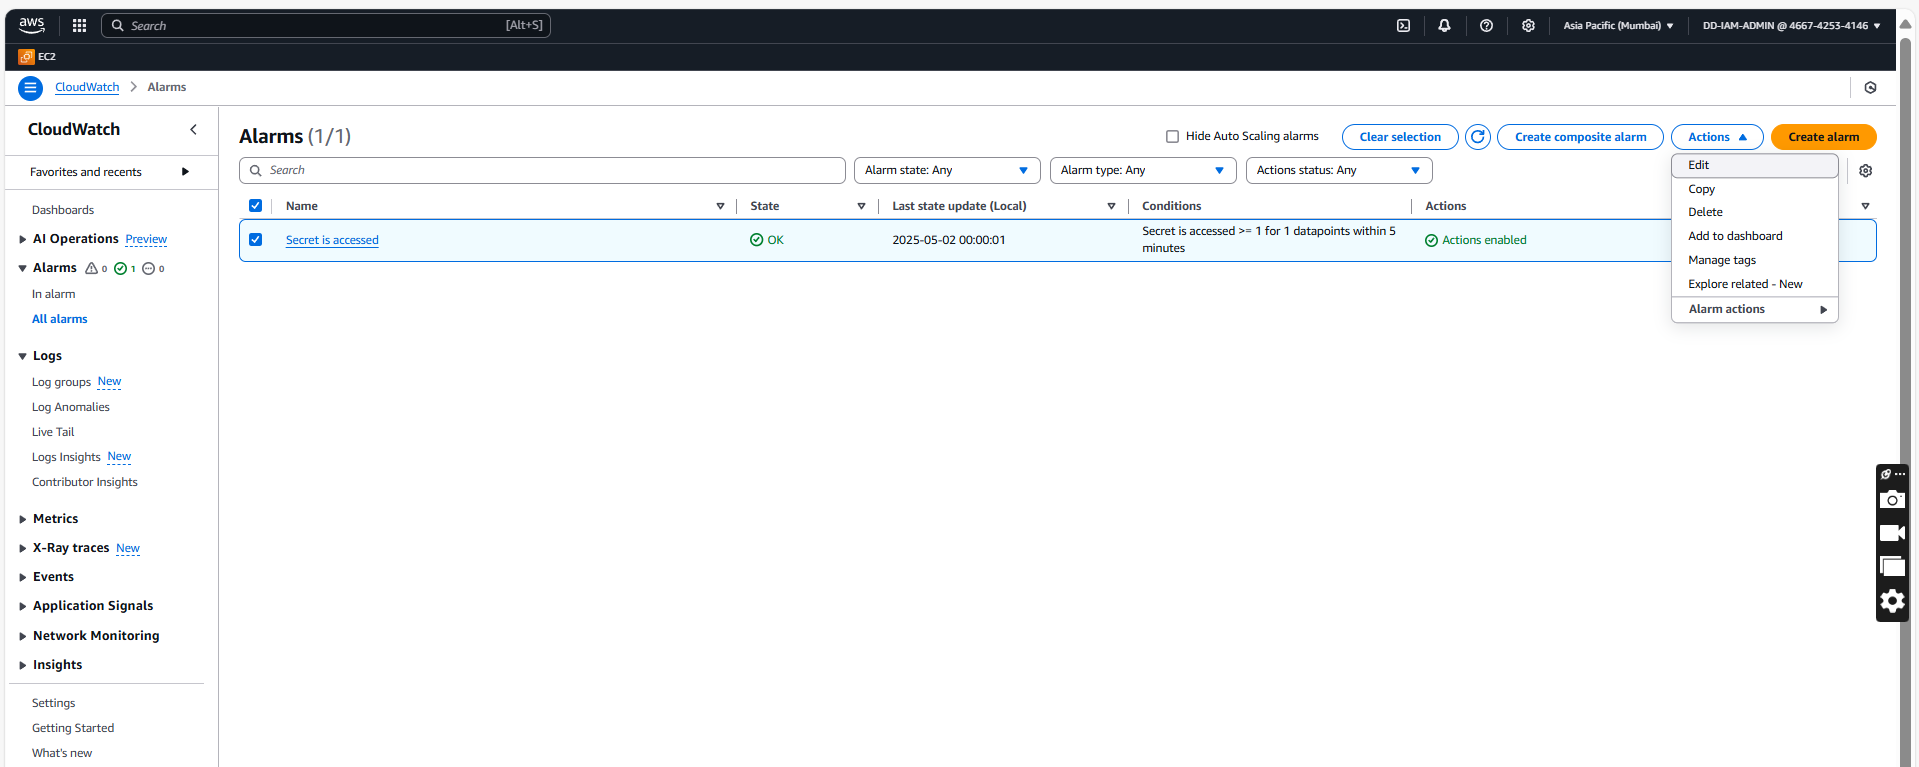 aws
Search [Alt+S]
Asia Pacific (Mumbai)
DD-IAM-ADMIN @ 4667-4253-4146
EC2
CloudWatch > Alarms
CloudWatch
Favorites and recents
Dashboards
AI Operations Preview
Alarms 0 1 0
In alarm
All alarms
Logs
Log groups New
Log Anomalies
Live Tail
Logs Insights New
Contributor Insights
Metrics
X-Ray traces New
Events
Application Signals
Network Monitoring
Insights
Settings
Getting Started
What's new
Alarms (1/1)
Hide Auto Scaling alarms
Clear selection
Create composite alarm
Actions
Create alarm
Search
Alarm state: Any
Alarm type: Any
Actions status: Any
Name State Last state update (Local) Conditions Actions
Secret is accessed OK 2025-05-02 00:00:01 Secret is accessed >= 1 for 1 datapoints within 5
minutes
Actions enabled
Edit
Copy
Delete
Add to dashboard
Manage tags
Explore related - New
Alarm actions